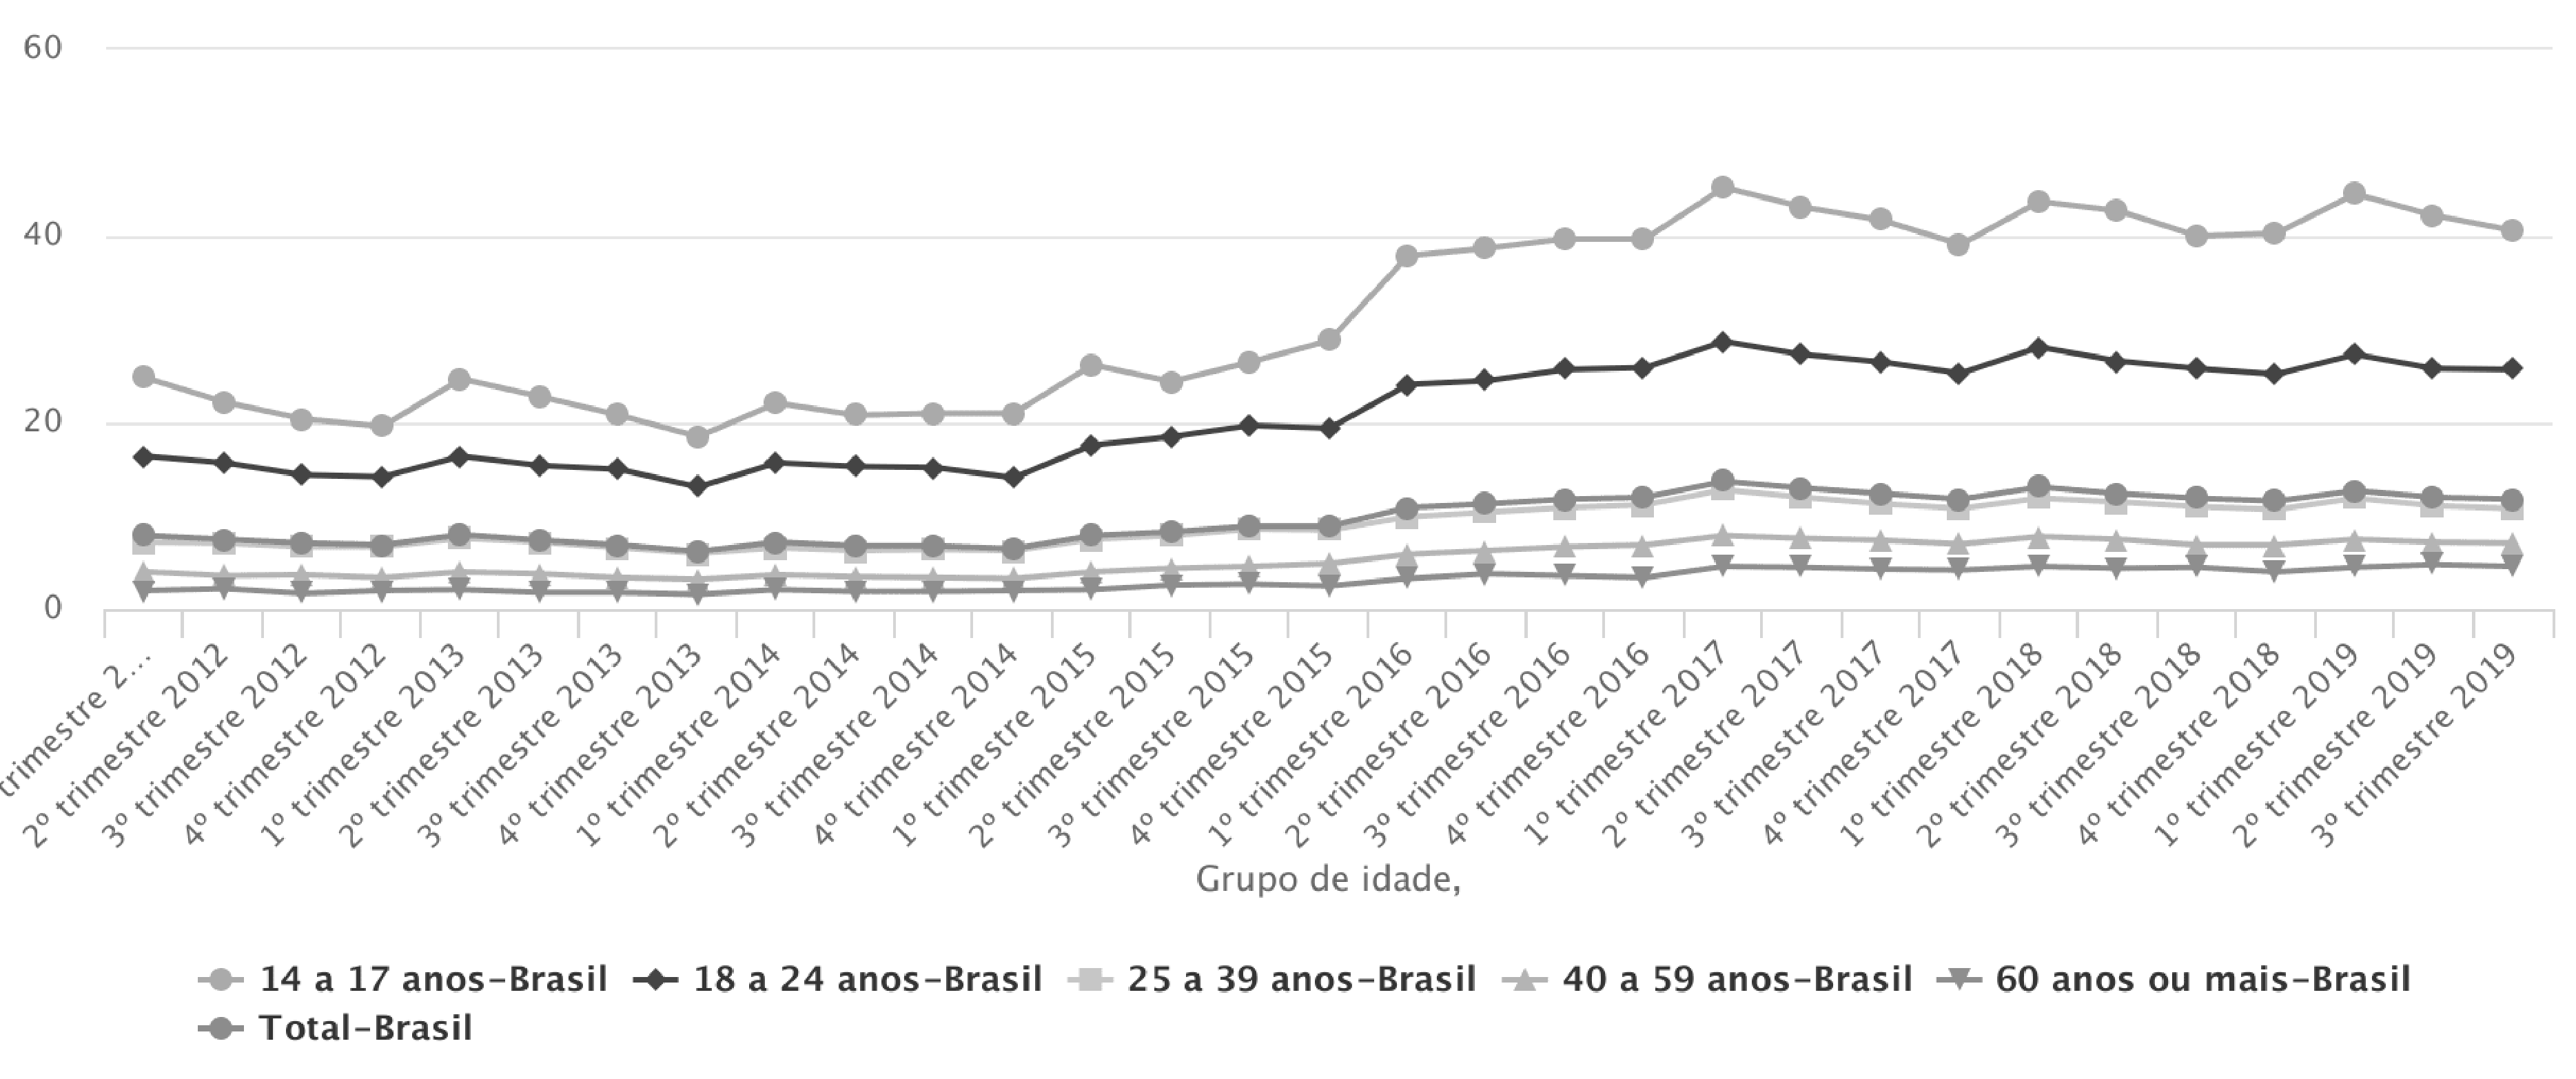 60
40
20
0
trimestre 2...
2º trimestre 2012
3º trimestre 2012
4º trimestre 2012
1º trimestre 2013
2º trimestre 2013
3º trimestre 2013
4º trimestre 2013
1º trimestre 2014
2º trimestre 2014
3º trimestre 2014
4º trimestre 2014
1º trimestre 2015
2º trimestre 2015
3º trimestre 2015
4º trimestre 2015
1º trimestre 2016
2º trimestre 2016
3º trimestre 2016
4º trimestre 2016
1º trimestre 2017
2º trimestre 2017
3º trimestre 2017
4º trimestre 2017
1º trimestre 2018
2º trimestre 2018
3º trimestre 2018
4º trimestre 2018
1º trimestre 2019
2º trimestre 2019
3º trimestre 2019
Grupo de idade,
14 a 17 anos-Brasil 18 a 24 anos-Brasil 25 a 39 anos-Brasil 40 a 59 anos-Brasil 60 anos ou mais-Brasil
Total-Brasil